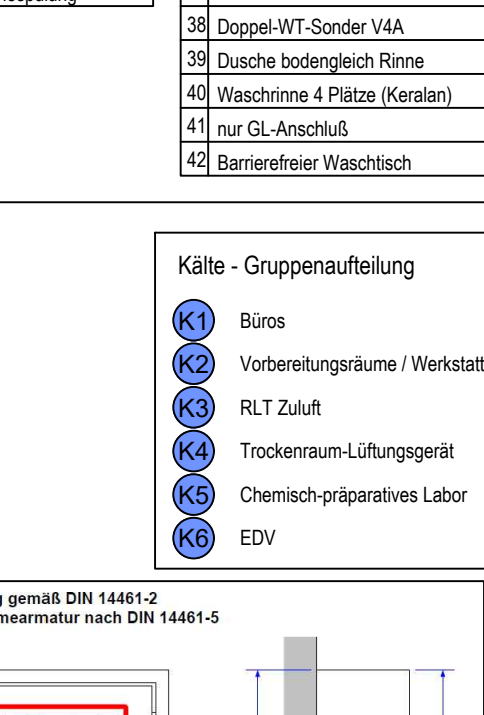 38 Doppel-WT-Sonder V4A
39 Dusche bodengleich Rinne
40 Waschrinne 4 Plätze (Keralan)
41 nur GL-Anschluß
42 Barrierefreier Waschtisch
Kälte - Gruppenaufteilung
K1 Büros
K2 Vorbereitungsräume / Werkstatt
K3 RLT Zuluft
K4 Trockenraum-Lüftungsgerät
K5 Chemisch-präparatives Labor
K6 EDV
gemäß DIN 14461-2
nach DIN 14461-5